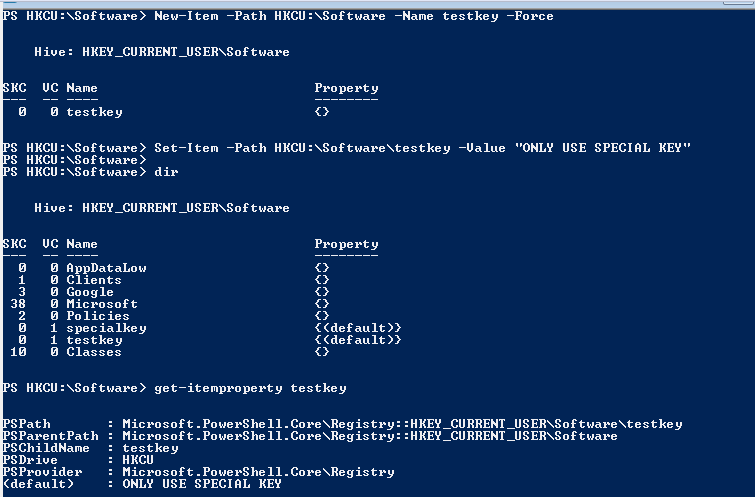 PS HKCU:\Software> New-Item -Path HKCU:\Software -Name testkey -Force
Hive: HKEY_CURRENT_USER\Software
SKC  VC Name                           Property
---  -- ----                           --------
  0   0 testkey                        {}
PS HKCU:\Software> Set-Item -Path HKCU:\Software\testkey -Value "ONLY USE SPECIAL KEY"
PS HKCU:\Software>
PS HKCU:\Software> dir
Hive: HKEY_CURRENT_USER\Software
SKC  VC Name                           Property
---  -- ----                           --------
  0   0 AppDataLow                     {}
  1   0 Clients                        {}
  3   0 Google                         {}
 38   0 Microsoft                      {}
  2   0 Policies                       {}
  0   1 specialkey                     {(default)}
  0   1 testkey                        {(default)}
 10   0 Classes                        {}
PS HKCU:\Software> get-itemproperty testkey
PSPath       : Microsoft.PowerShell.Core\Registry::HKEY_CURRENT_USER\Software\testkey
PSParentPath : Microsoft.PowerShell.Core\Registry::HKEY_CURRENT_USER\Software
PSChildName  : testkey
PSDrive      : HKCU
PSProvider   : Microsoft.PowerShell.Core\Registry
(default)    : ONLY USE SPECIAL KEY